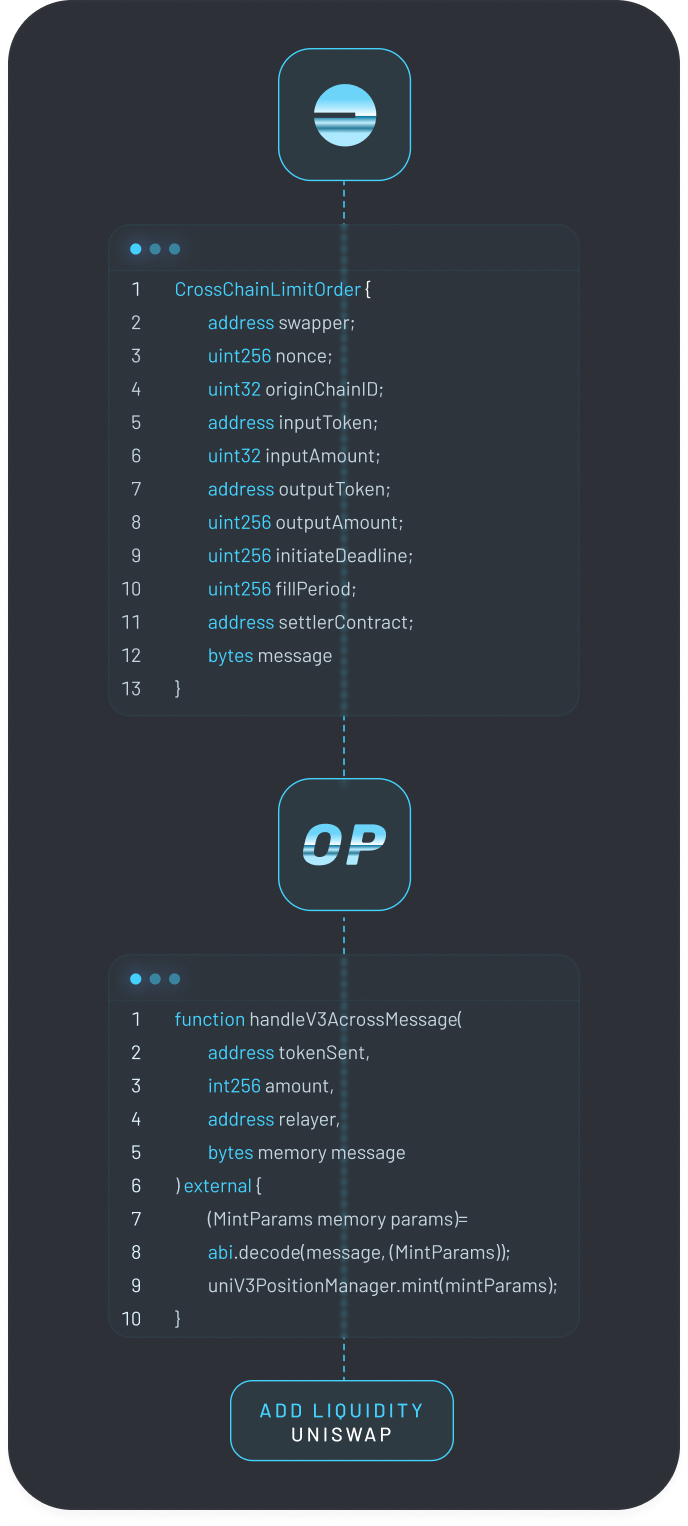 1 CrossChainLimitOrder {
2 address swapper;
3 uint256 nonce;
4 uint32 originChainID;
5 address inputToken;
6 uint32 inputAmount;
7 address outputToken;
8 uint256 outputAmount;
9 uint256 initiateDeadline;
10 uint256 fillPeriod;
11 address settlerContract;
12 bytes message
13 }
OP
1 function handleV3AcrossMessage(
2 address tokenSent,
3 int256 amount,
4 address relayer,
5 bytes memory message
6 ) external {
7 (MintParams memory params)=
8 abi.decode(message, (MintParams));
9 uniV3PositionManager.mint(mintParams);
10 }
ADD LIQUIDITY
UNISWAP